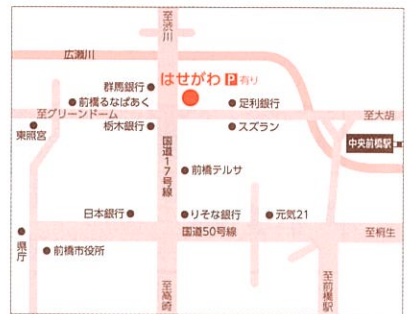 至渋川
広瀬川
はせがわ P 有り
群馬銀行
前橋るなぱあく
足利銀行
至グリーンドーム
至大胡
東照宮
栃木銀行
スズラン
中央前橋駅
国道17号線
前橋テルサ
日本銀行
りそな銀行
元気21
国道50号線
至桐生
県庁
前橋市役所
至高崎
至前橋駅